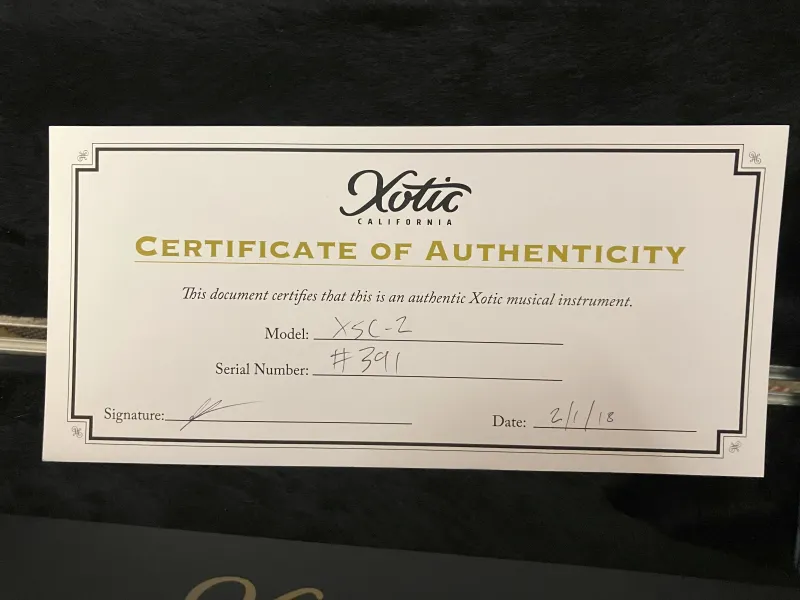 Xotic
CALIFORNIA
CERTIFICATE OF AUTHENTICITY
This document certifies that this is an authentic Xotic musical instrument.
Model: XSC-2
Serial Number: #391
Signature:
Date: 2/1/18